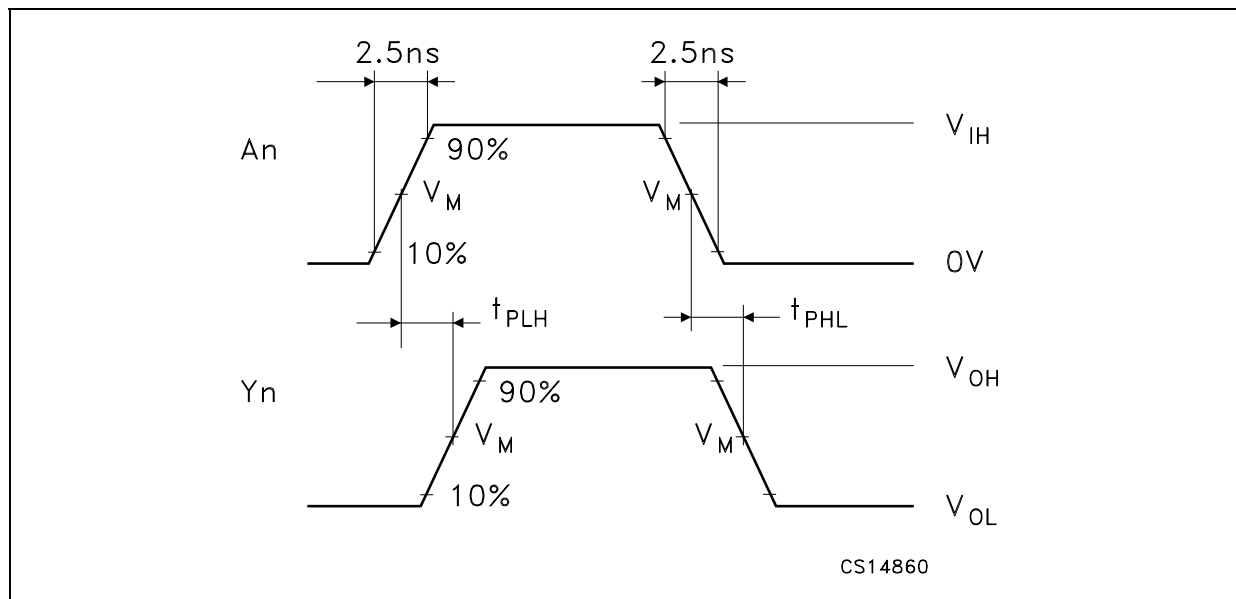 2.5ns 2.5ns
An
90%
V_M V_M
10%
V_IH
0V
t_PLH t_PHL
Yn
90%
V_M V_M
10%
V_OH
V_OL
CS14860